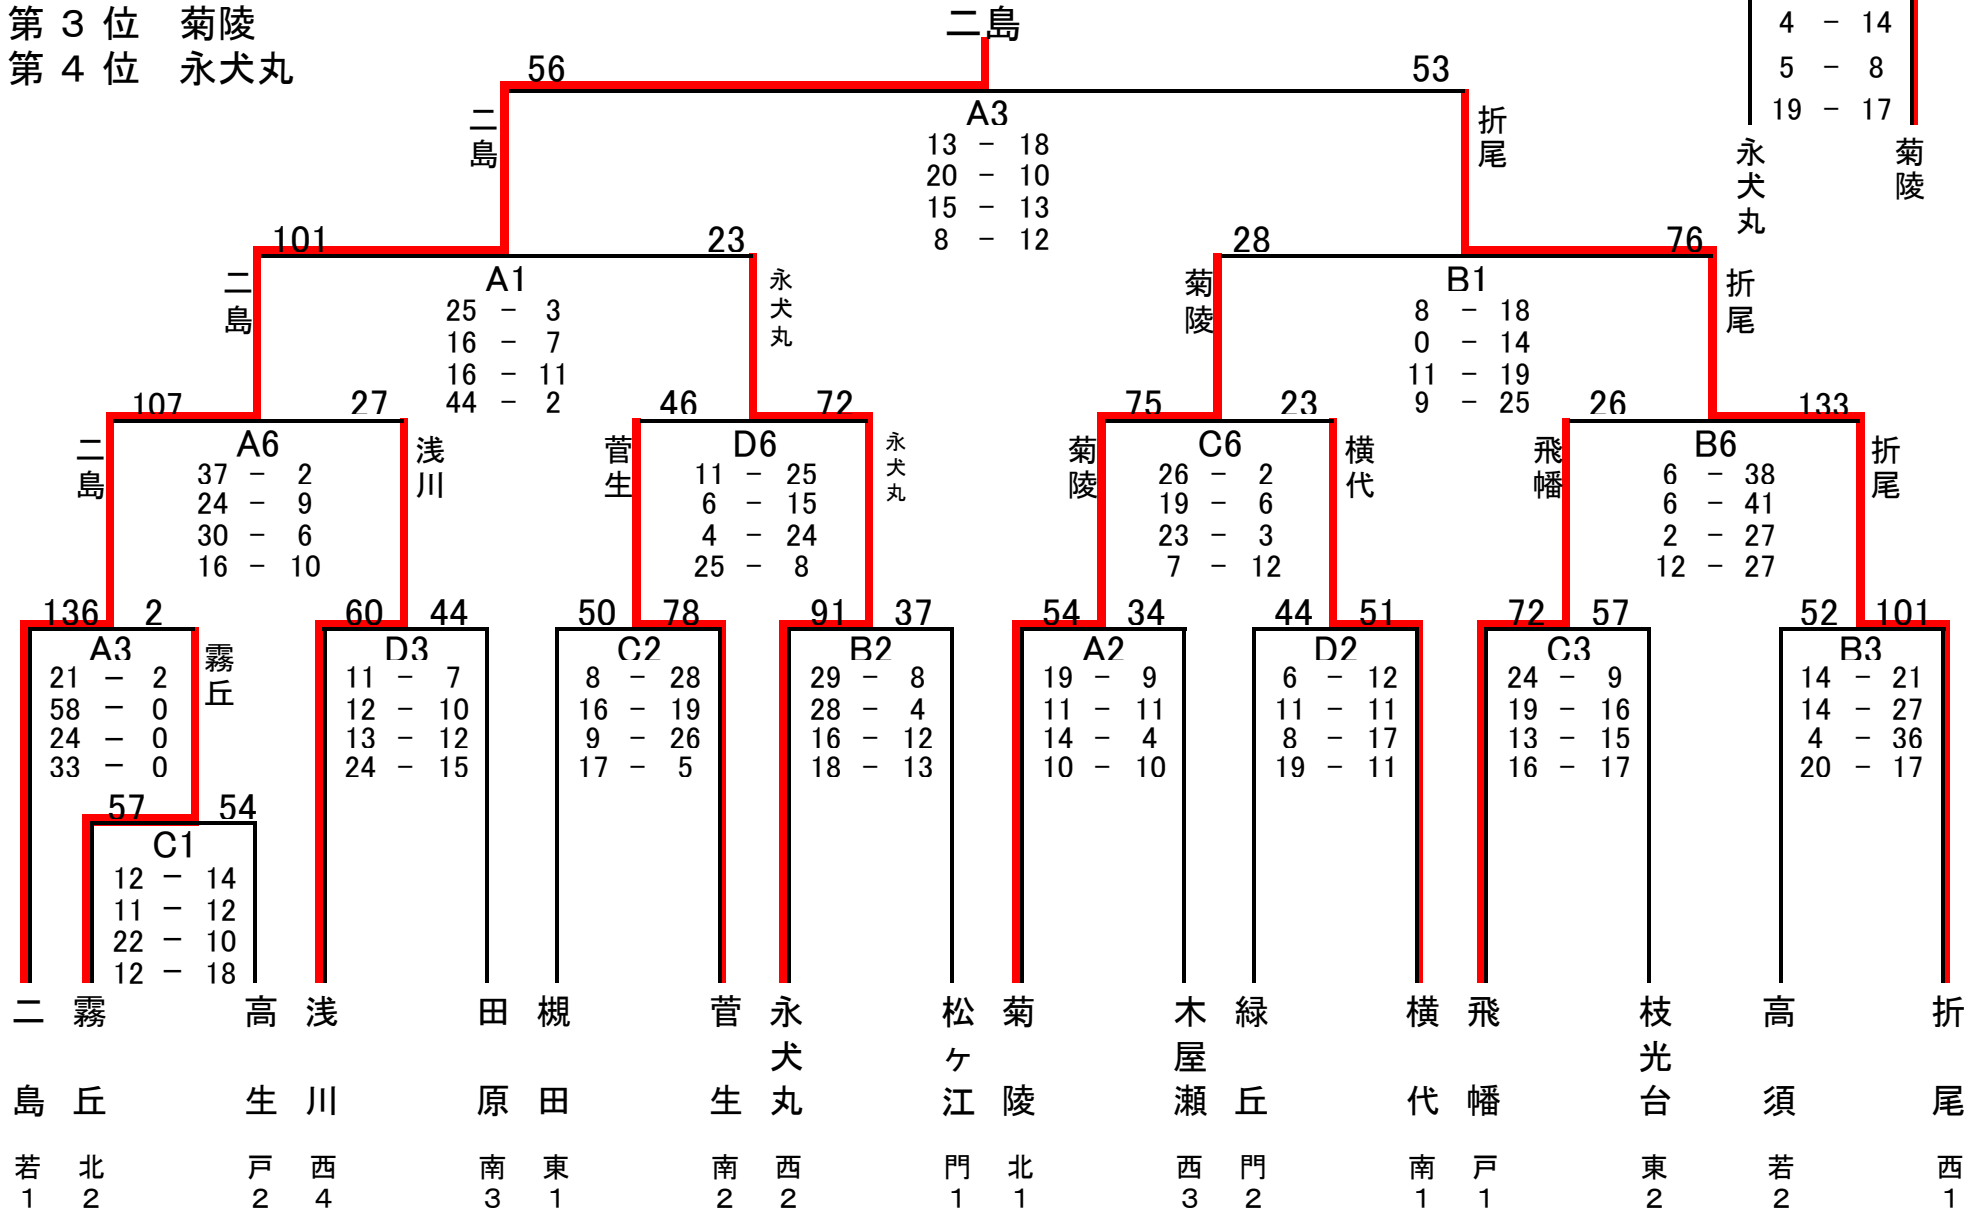 第 3 位　菊陵
第 4 位　永犬丸
二島
4 − 14
5 − 8
19 − 17
永犬丸
菊陵
56
53
二島
折尾
A3
13 − 18
20 − 10
15 − 13
8 − 12
101
23
28
76
二島
永犬丸
菊陵
折尾
A1
25 − 3
16 − 7
16 − 11
44 − 2
B1
8 − 18
0 − 14
11 − 19
9 − 25
107
27
46
72
75
23
26
133
二島
浅川
菅生
永犬丸
菊陵
横代
飛幡
折尾
A6
37 − 2
24 − 9
30 − 6
16 − 10
D6
11 − 25
6 − 15
4 − 24
25 − 8
C6
26 − 2
19 − 6
23 − 3
7 − 12
B6
6 − 38
6 − 41
2 − 27
12 − 27
136
2
60
44
50
78
91
37
54
34
44
51
72
57
52
101
A3
21 − 2
58 − 0
24 − 0
33 − 0
霧丘
D3
11 − 7
12 − 10
13 − 12
24 − 15
C2
8 − 28
16 − 19
9 − 26
17 − 5
B2
29 − 8
28 − 4
16 − 12
18 − 13
A2
19 − 9
11 − 11
14 − 4
10 − 10
D2
6 − 12
11 − 11
8 − 17
19 − 11
C3
24 − 9
19 − 16
13 − 15
16 − 17
B3
14 − 21
14 − 27
4 − 36
20 − 17
57
54
C1
12 − 14
11 − 12
22 − 10
12 − 18
二島
霧丘
高生
浅川
田原
槻田
菅生
永犬丸
松ヶ江
菊陵
木屋瀬
緑丘
横代
飛幡
枝光台
高須
折尾
若1
北2
戸2
西4
南3
東1
南2
西2
門1
北1
西3
門2
南1
戸1
東2
若2
西1